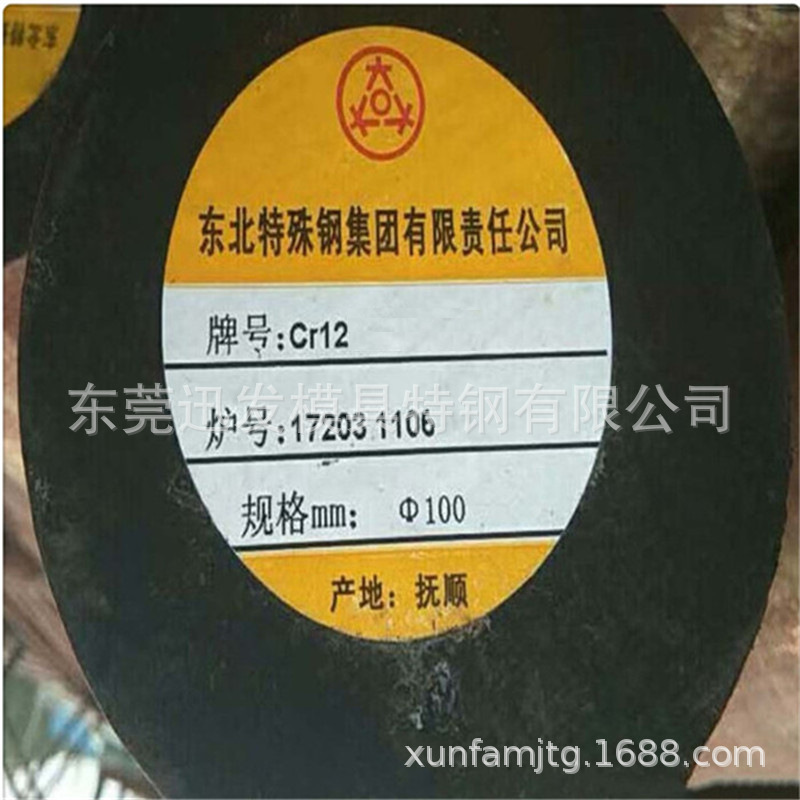 东北特殊钢集团有限责任公司
牌号:Cr12
东莞迅发模具特钢有限公司
炉号:17203 1106
规格mm: Φ100
产地: 抚顺
xunfamjtg.1688.com